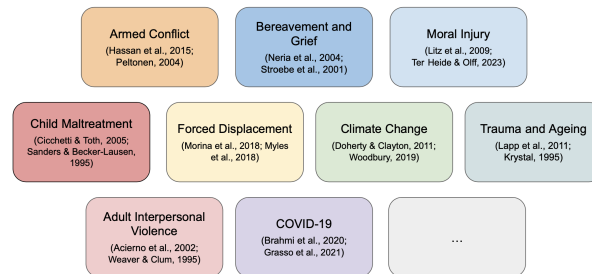 Armed Conflict
(Hassan et al., 2015;
Peltonen, 2004)
Bereavement and
Grief
(Neria et al., 2004;
Stroebe et al., 2001)
Moral Injury
(Litz et al., 2009;
Ter Heide & Olff, 2023)
Child Maltreatment
(Cicchetti & Toth, 2005;
Sanders & Becker-Lausen,
1995)
Forced Displacement
(Morina et al., 2018; Myles
et al., 2018)
Climate Change
(Doherty & Clayton, 2011;
Woodbury, 2019)
Trauma and Ageing
(Lapp et al., 2011;
Krystal, 1995)
Adult Interpersonal
Violence
(Acierno et al., 2002;
Weaver & Clum, 1995)
COVID-19
(Brahmi et al., 2020;
Grasso et al., 2021)
...